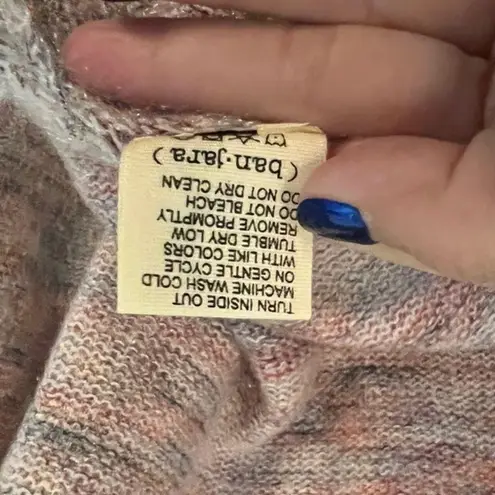 TURN INSIDE OUT
MACHINE WASH COLD
ON GENTLE CYCLE
WITH LIKE COLORS
TUMBLE DRY LOW
REMOVE PROMPTLY
DO NOT BLEACH
DO NOT DRY CLEAN
( ban·jara )